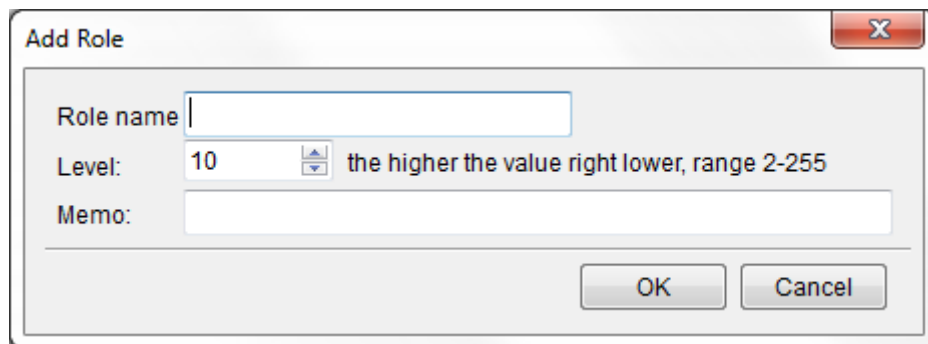 Add Role
Role name
Level: 10 the higher the value right lower, range 2-255
Memo:
OK Cancel